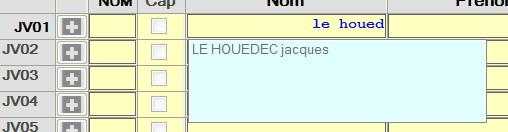 NOM Cap Nom Prénom
JV01 le houed
JV02 LE HOUEDEC jacques
JV03
JV04
JV05